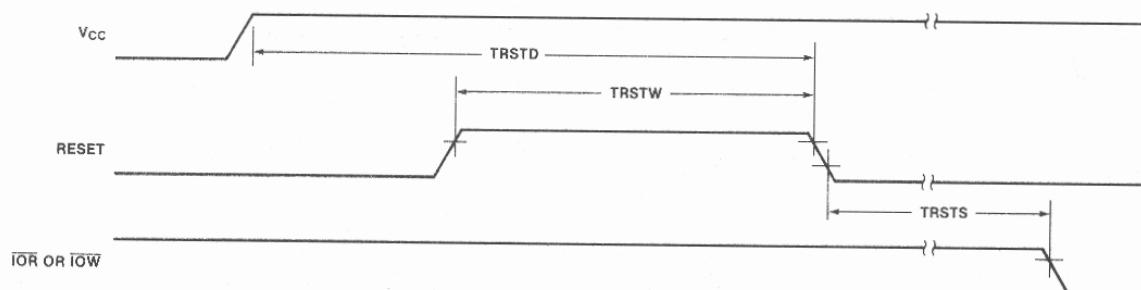 VCC
TRSTD
TRSTW
RESET
TRSTS
IOR OR IOW